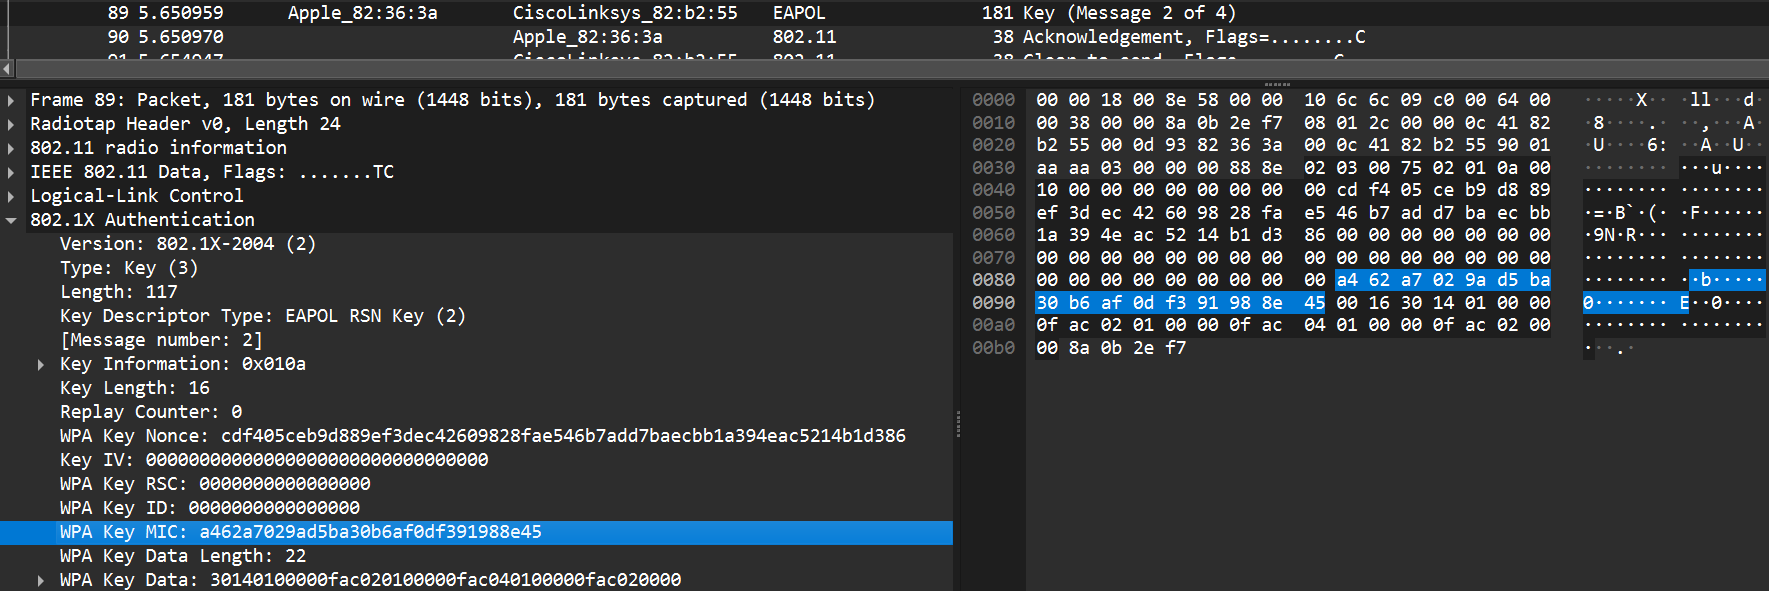 89 5.650959 Apple_82:36:3a CiscoLinksys_82:b2:55 EAPOL 181 Key (Message 2 of 4)
90 5.650970 Apple_82:36:3a 802.11 38 Acknowledgement, Flags=........C
Frame 89: Packet, 181 bytes on wire (1448 bits), 181 bytes captured (1448 bits)
Radiotap Header v0, Length 24
802.11 radio information
IEEE 802.11 Data, Flags: .......TC
Logical-Link Control
802.1X Authentication
Version: 802.1X-2004 (2)
Type: Key (3)
Length: 117
Key Descriptor Type: EAPOL RSN Key (2)
[Message number: 2]
Key Information: 0x010a
Key Length: 16
Replay Counter: 0
WPA Key Nonce: cdf405ceb9d889ef3dec42609828fae546b7add7baecbb1a394eac5214b1d386
Key IV: 00000000000000000000000000000000
WPA Key RSC: 0000000000000000
WPA Key ID: 0000000000000000
WPA Key MIC: a462a7029ad5ba30b6af0df391988e45
WPA Key Data Length: 22
WPA Key Data: 30140100000fac020100000fac040100000fac020000
0000 00 00 18 00 8e 58 00 00 10 6c 6c 09 c0 00 64 00 ·····X·· ·ll···d·
0010 00 38 00 00 8a 0b 2e f7 08 01 2c 00 00 0c 41 82 ·8····.· ··,···A·
0020 b2 55 00 0d 93 82 36 3a 00 0c 41 82 b2 55 90 01 ·U····6: ··A··U··
0030 aa aa 03 00 00 00 88 8e 02 03 00 75 02 01 0a 00 ········ ···u····
0040 10 00 00 00 00 00 00 00 00 cd f4 05 ce b9 d8 89 ········ ········
0050 ef 3d ec 42 60 98 28 fa e5 46 b7 ad d7 ba ec bb ·=·B`·(· ·F······
0060 1a 39 4e ac 52 14 b1 d3 86 00 00 00 00 00 00 00 ·9N·R··· ········
0070 00 00 00 00 00 00 00 00 00 00 00 00 00 00 00 00 ········ ········
0080 00 00 00 00 00 00 00 00 00 a4 62 a7 02 9a d5 ba ········ ··b·····
0090 30 b6 af 0d f3 91 98 8e 45 00 16 30 14 01 00 00 0······· E··0····
00a0 0f ac 02 01 00 00 0f ac 04 01 00 00 0f ac 02 00 ········ ········
00b0 00 8a 0b 2e f7 ···.·